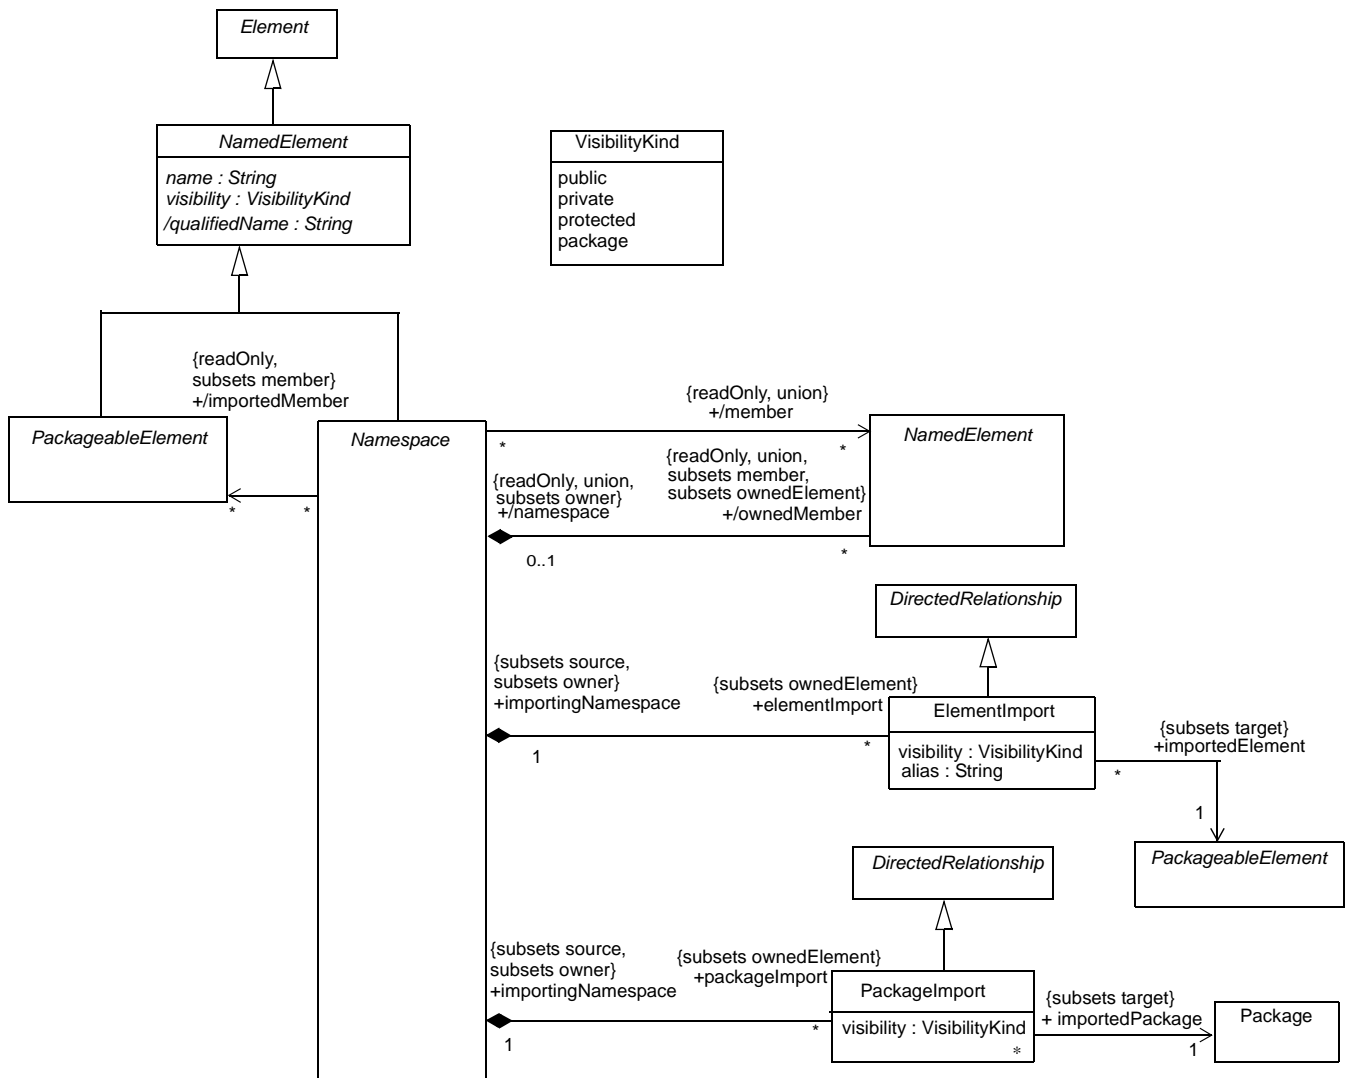 Element
NamedElement
name : String
visibility : VisibilityKind
/qualifiedName : String
VisibilityKind
public
private
protected
package
{readOnly,
subsets member}
+/importedMember
PackageableElement
*
*
Namespace
{readOnly, union}
+/member
*
*
NamedElement
{readOnly, union,
subsets owner}
+/namespace
0..1
{readOnly, union,
subsets member,
subsets ownedElement}
+/ownedMember
*
DirectedRelationship
{subsets source,
subsets owner}
+importingNamespace
1
{subsets ownedElement}
+elementImport
*
ElementImport
visibility : VisibilityKind
alias : String
*
{subsets target}
+importedElement
1
PackageableElement
DirectedRelationship
{subsets source,
subsets owner}
+importingNamespace
1
{subsets ownedElement}
+packageImport
*
PackageImport
visibility : VisibilityKind
*
{subsets target}
+ importedPackage
1
Package